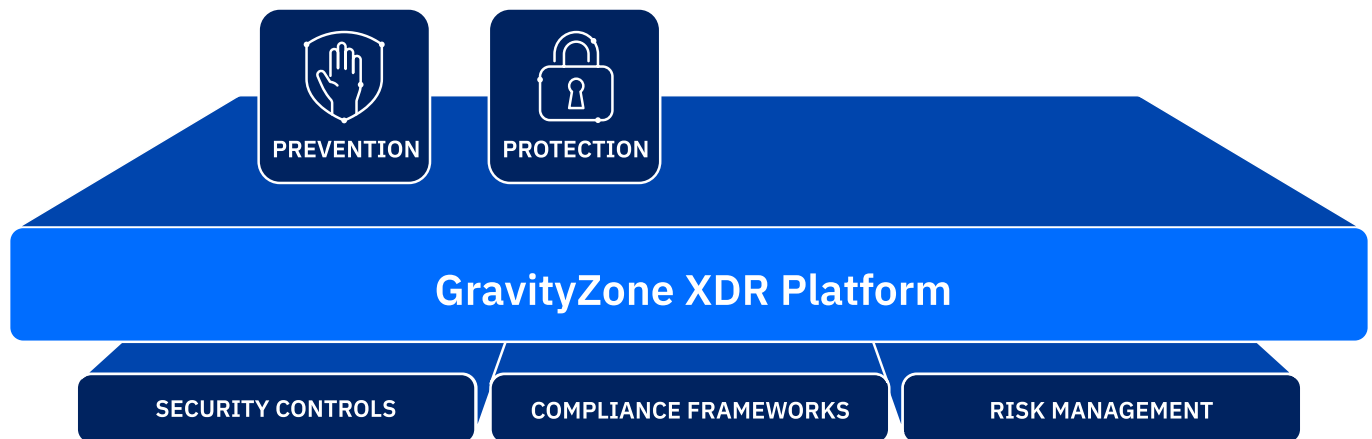 PREVENTION
PROTECTION
GravityZone XDR Platform
SECURITY CONTROLS
COMPLIANCE FRAMEWORKS
RISK MANAGEMENT